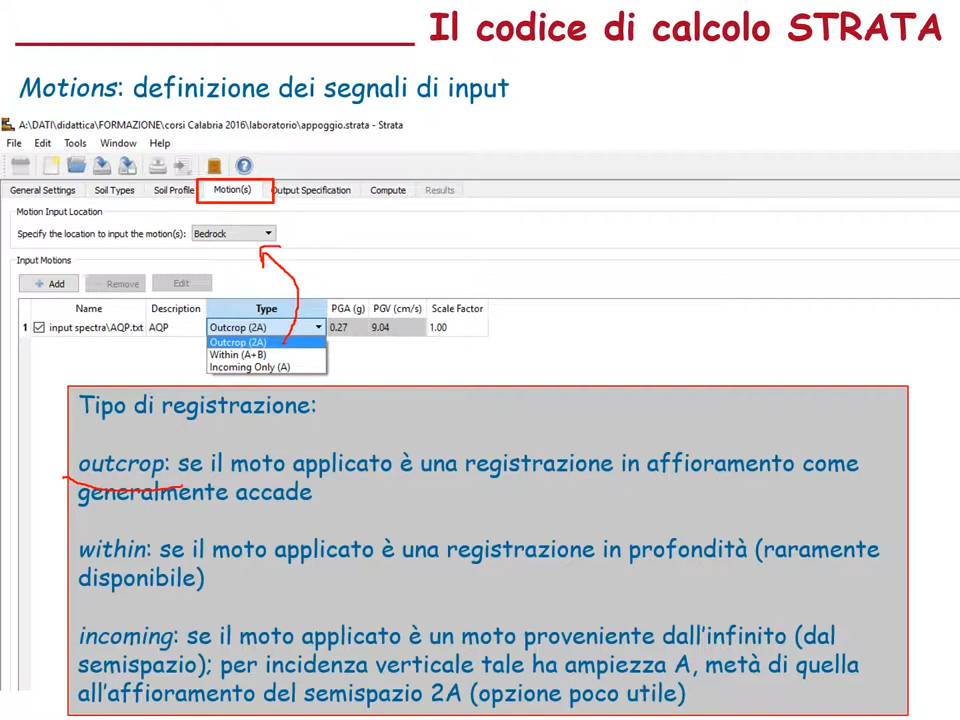 Il codice di calcolo STRATA
Motions: definizione dei segnali di input
A:\DATI\didattica\FORMAZIONE\corsi Calabria 2016\laboratorio\appoggio.strata - Strata
File Edit Tools Window Help
General Settings Soil Types Soil Profile Motion(s) Output Specification Compute Results
Motion Input Location
Specify the location to input the motion(s): Bedrock
Input Motions
Add Remove Edit
Name Description Type PGA (g) PGV (cm/s) Scale Factor
1 input spectra\AQP.txt AQP Outcrop (2A) 0.27 9.04 1.00
Outcrop (2A)
Within (A+B)
Incoming Only (A)
Tipo di registrazione:
outcrop: se il moto applicato è una registrazione in affioramento come
generalmente accade
within: se il moto applicato è una registrazione in profondità (raramente
disponibile)
incoming: se il moto applicato è un moto proveniente dall'infinito (dal
semispazio); per incidenza verticale tale ha ampiezza A, metà di quella
all'affioramento del semispazio 2A (opzione poco utile)